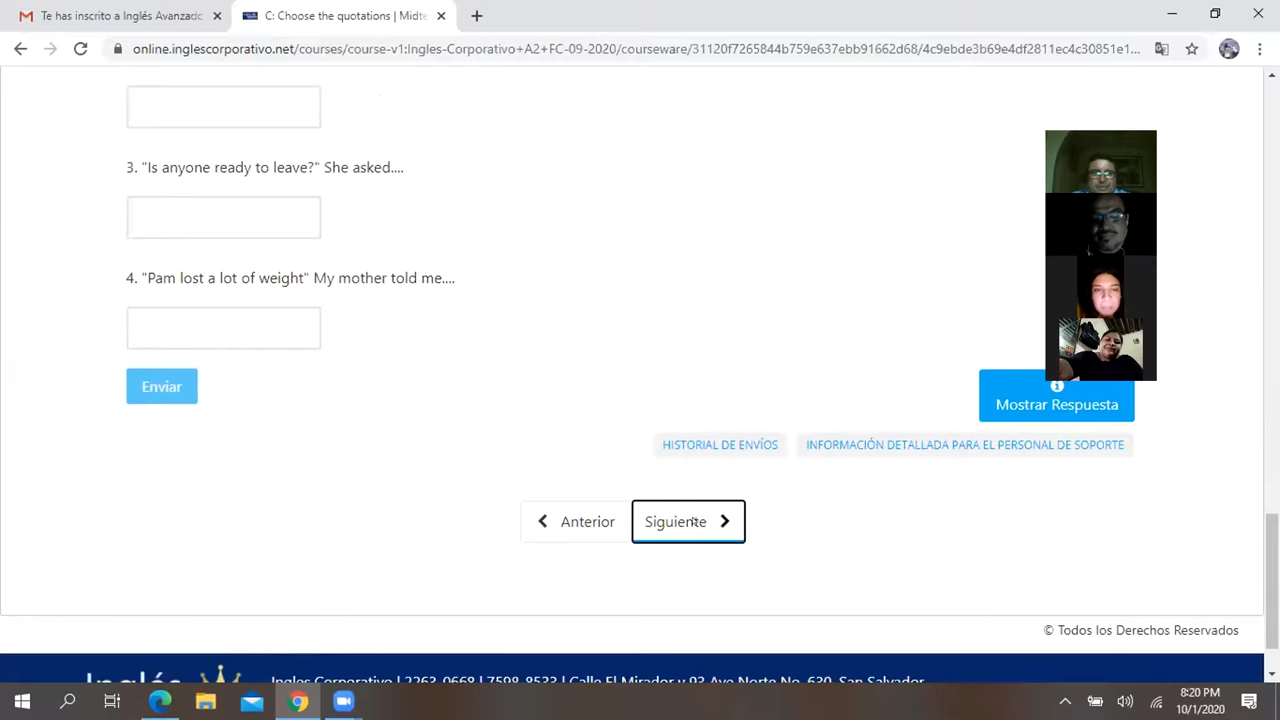 Te has inscrito a Inglés Avanzado
C: Choose the quotations | Midte
online.inglescorporativo.net/courses/course-v1:Ingles-Corporativo+A2+FC-09-2020/courseware/31120f7265844b759e637ebb91662d68/4c9ebde3b69e4df2811ec4c30851e1...
3. "Is anyone ready to leave?" She asked....
4. "Pam lost a lot of weight" My mother told me....
Enviar
Mostrar Respuesta
HISTORIAL DE ENVÍOS
INFORMACIÓN DETALLADA PARA EL PERSONAL DE SOPORTE
Anterior
Siguiente
© Todos los Derechos Reservados
Inglés
Ingles Corporativo | 2263-0668 | 7598-8533 | Calle El Mirador y 93 Ave Norte No. 630, San Salvador
8:20 PM
10/1/2020